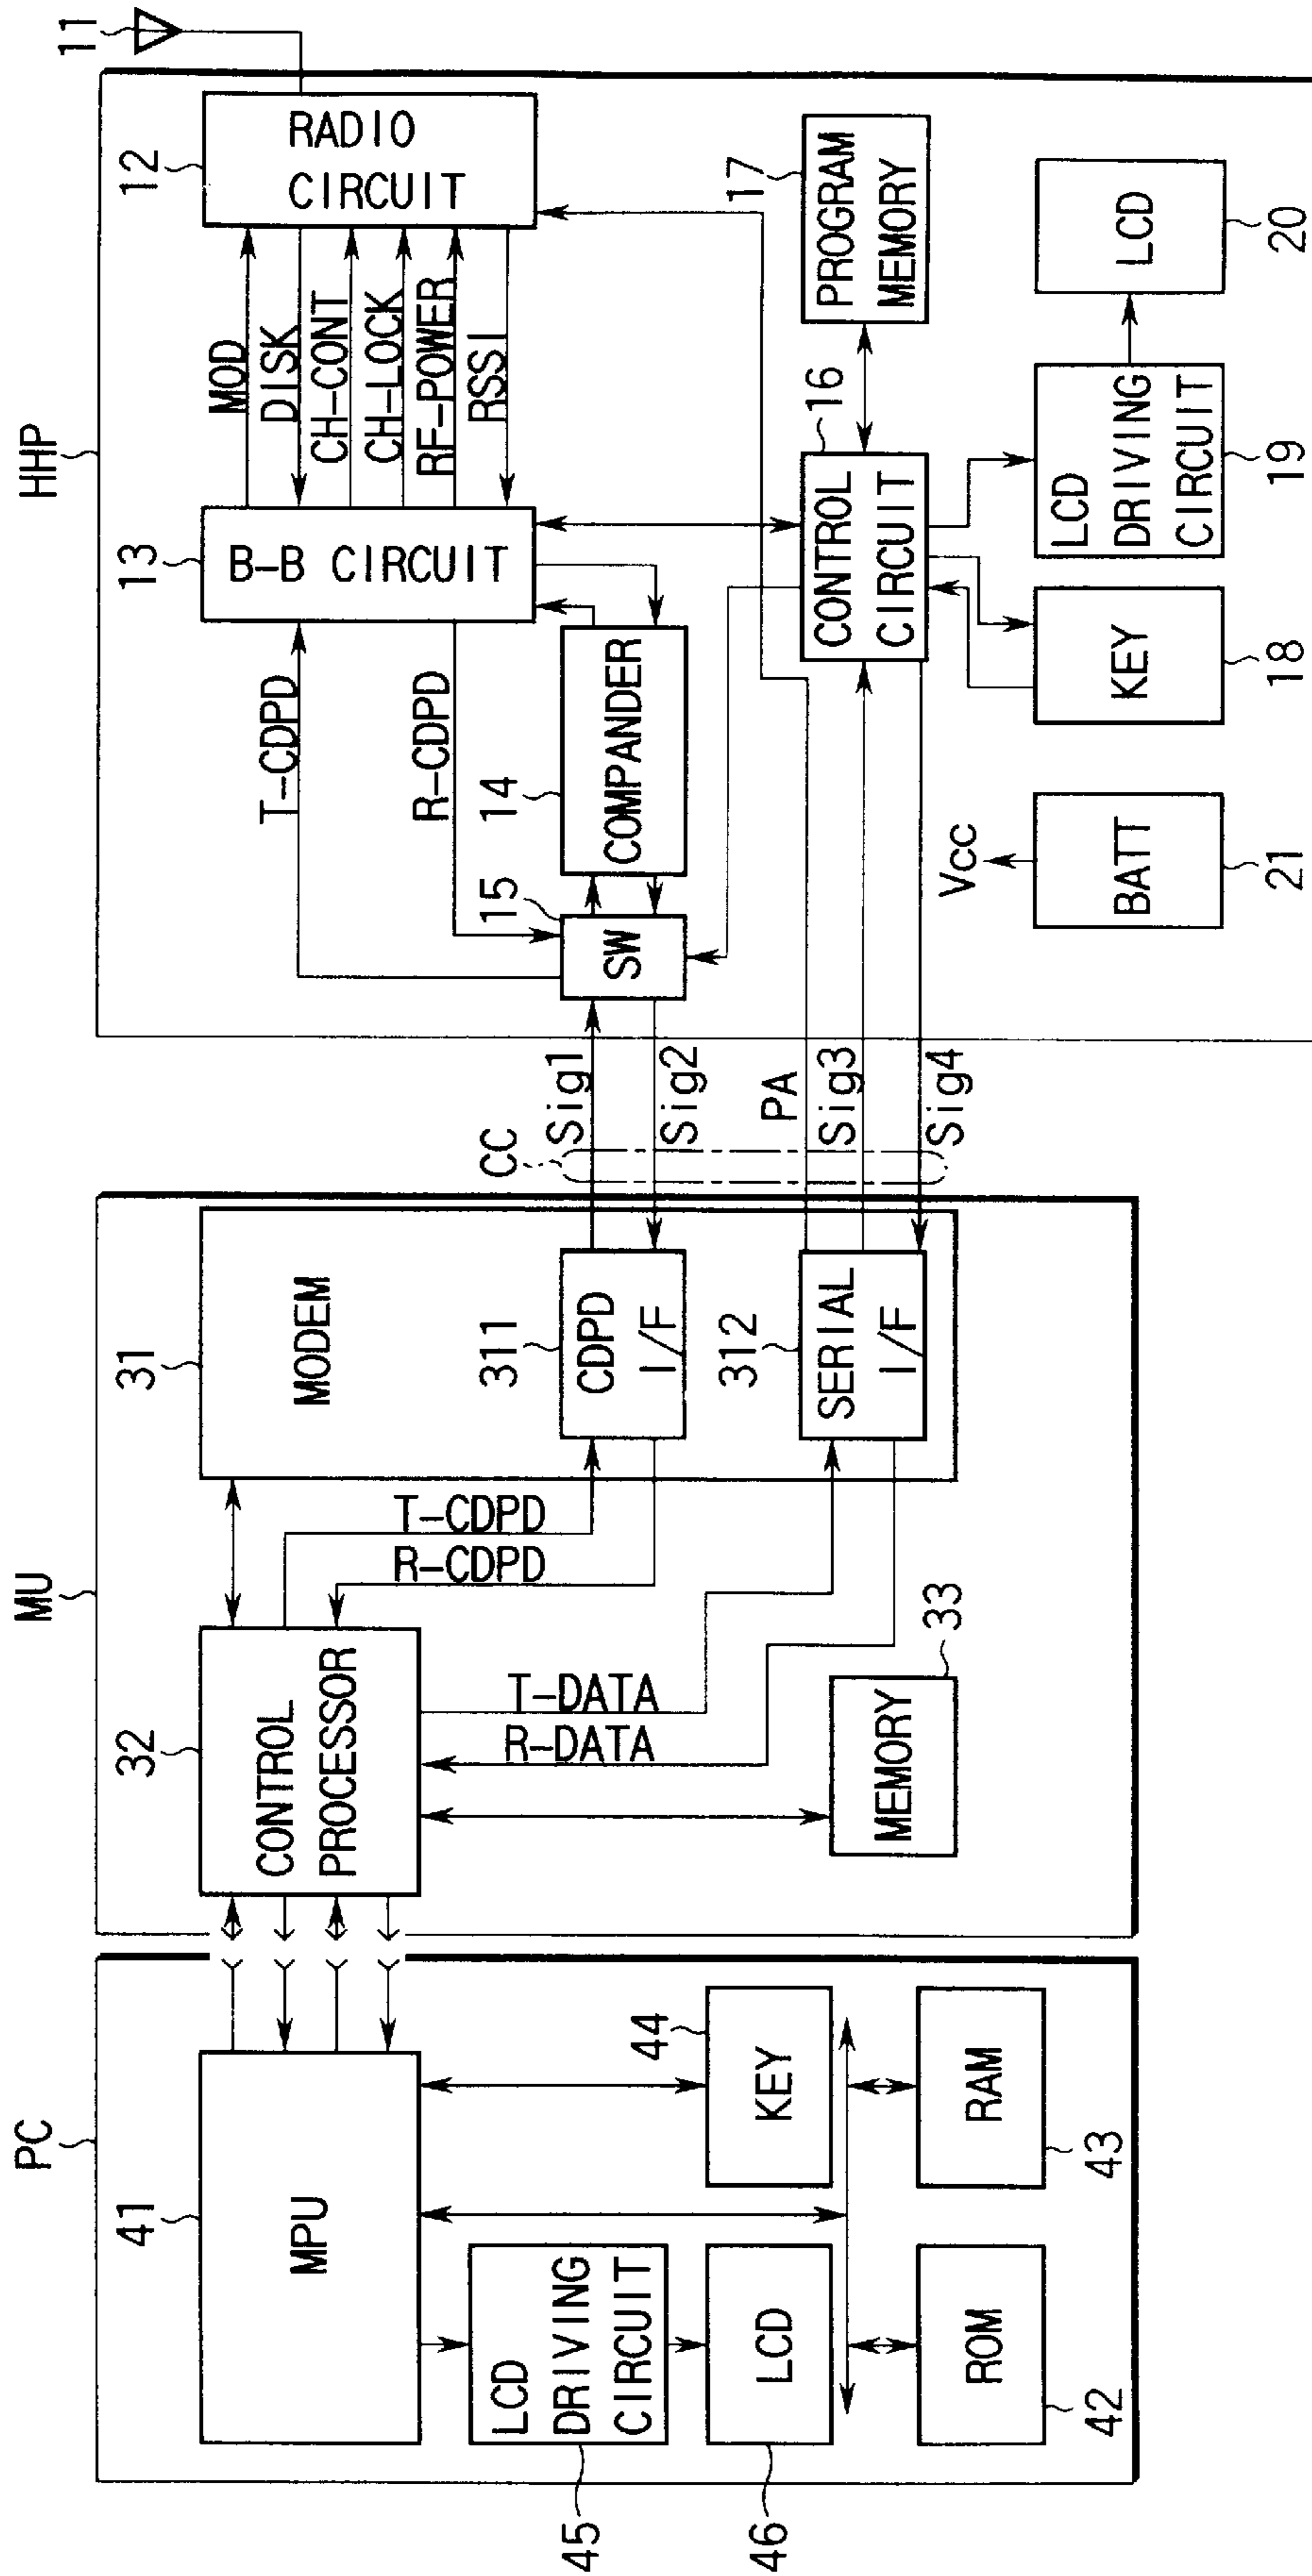 PC
41
MPU
45
LCD
DRIVING
CIRCUIT
46
LCD
44
KEY
42
ROM
43
RAM
MU
32
CONTROL
PROCESSOR
31
MODEM
T-CDPD
R-CDPD
311
CDPD
I/F
T-DATA
R-DATA
312
SERIAL
I/F
MEMORY
33
CC
Sig1
Sig2
PA
Sig3
Sig4
HHP
11
12
RADIO
CIRCUIT
13
B-B CIRCUIT
MOD
DISK
CH-CONT
CH-LOCK
RF-POWER
RSSI
T-CDPD
R-CDPD
14
COMPANDER
15
SW
16
CONTROL
CIRCUIT
17
PROGRAM
MEMORY
Vcc
BATT
21
KEY
18
LCD
DRIVING
CIRCUIT
19
LCD
20